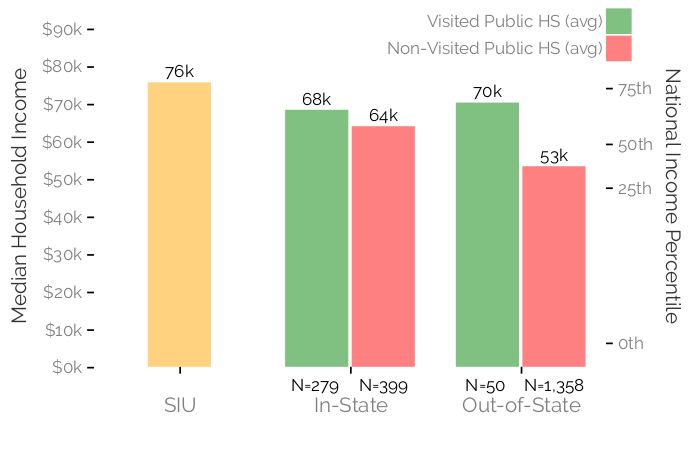 Visited Public HS (avg)
Non-Visited Public HS (avg)
Median Household Income
$90k
$80k
$70k
$60k
$50k
$40k
$30k
$20k
$10k
$0k
76k
68k
64k
70k
53k
75th
50th
25th
0th
National Income Percentile
N=279 N=399 N=50 N=1,358
SIU In-State Out-of-State